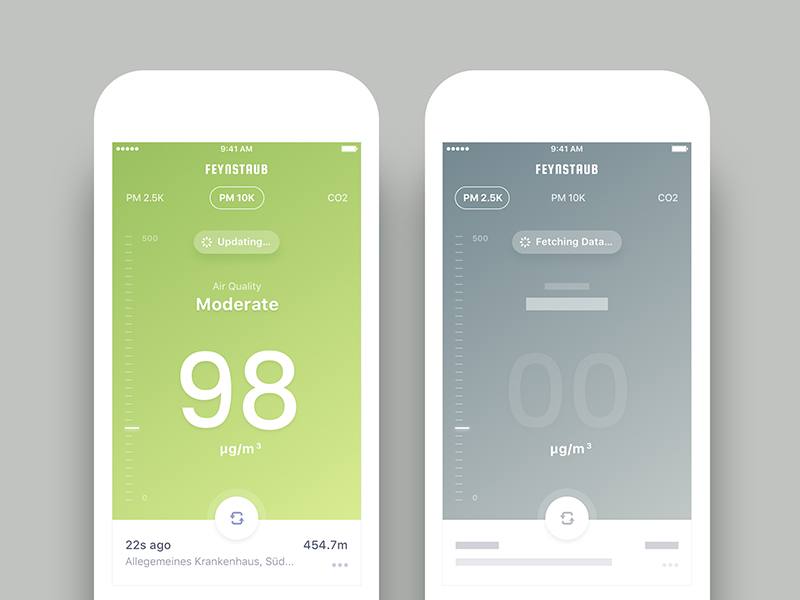 9:41 AM
FEYNSTAUB
PM 2.5K PM 10K CO2
500
Updating...
Air Quality
Moderate
98
µg/m³
0
22s ago 454.7m
Allegemeines Krankenhaus, Süd...
9:41 AM
FEYNSTAUB
PM 2.5K PM 10K CO2
500
Fetching Data...
00
µg/m³
0